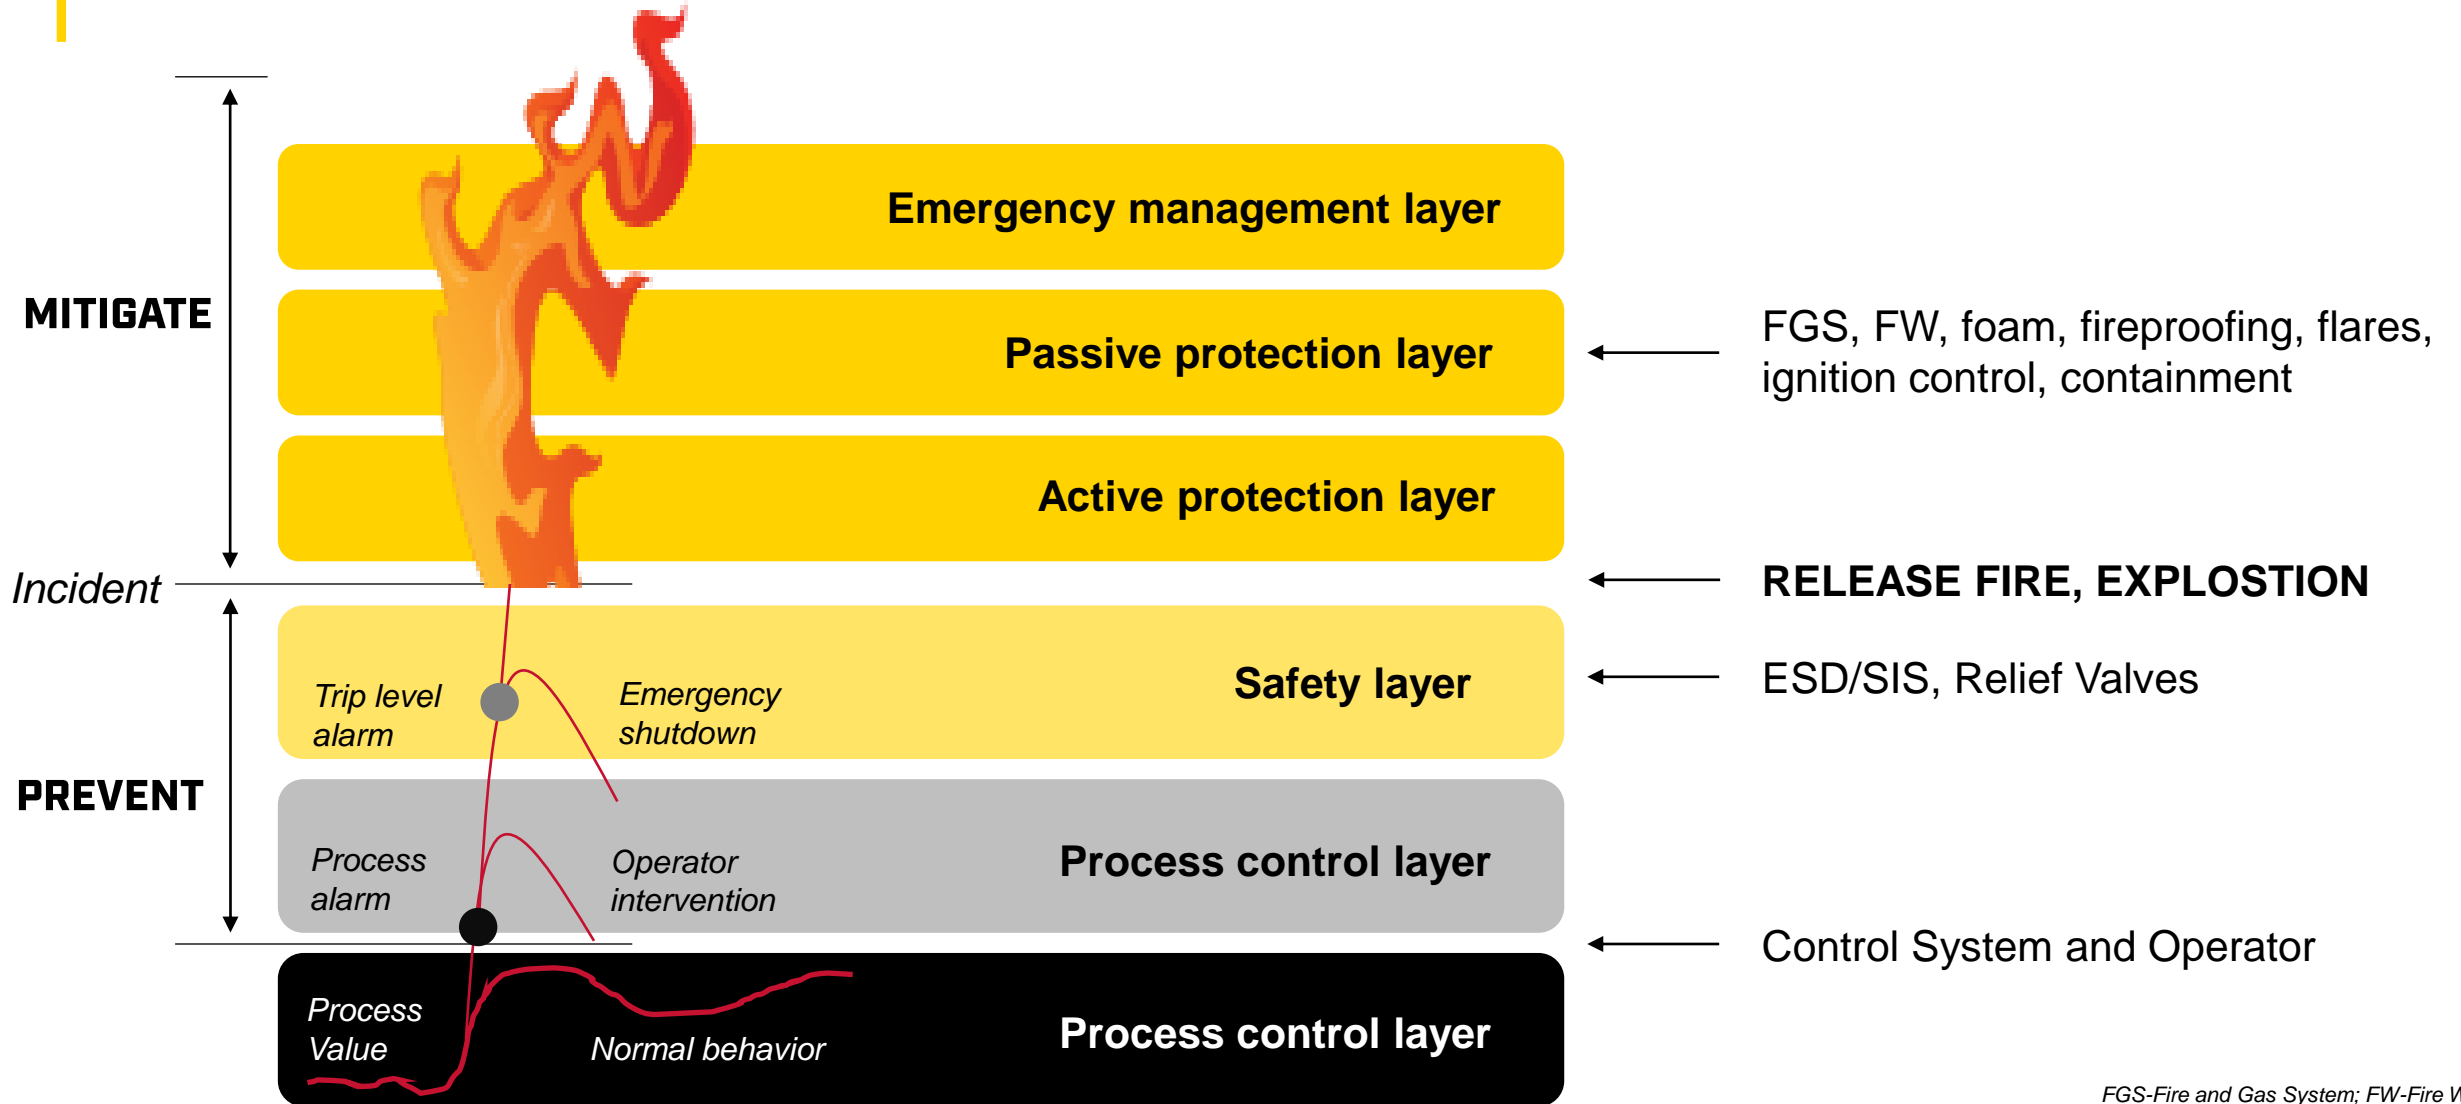 Emergency management layer
MITIGATE
Passive protection layer
FGS, FW, foam, fireproofing, flares,
ignition control, containment
Active protection layer
Incident
RELEASE FIRE, EXPLOSTION
Trip level
alarm
Emergency
shutdown
Safety layer
ESD/SIS, Relief Valves
PREVENT
Process
alarm
Operator
intervention
Process control layer
Control System and Operator
Process
Value
Normal behavior
Process control layer
FGS-Fire and Gas System; FW-Fire W